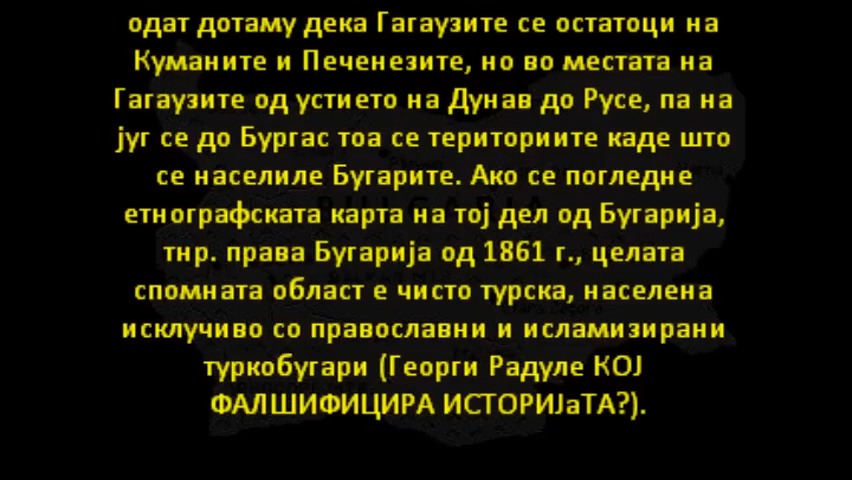 одат дотаму дека Гагаузите се остатоци на
Куманите и Печенезите, но во местата на
Гагаузите од устието на Дунав до Русе, па на
југ се до Бургас тоа се териториите каде што
се населиле Бугарите. Ако се погледне
етнографската карта на тој дел од Бугарија,
тнр. права Бугарија од 1861 г., целата
спомната област е чисто турска, населена
исклучиво со православни и исламизирани
туркобугари (Георги Радуле КОЈ
ФАЛШИФИЦИРА ИСТОРИЈаТА?).